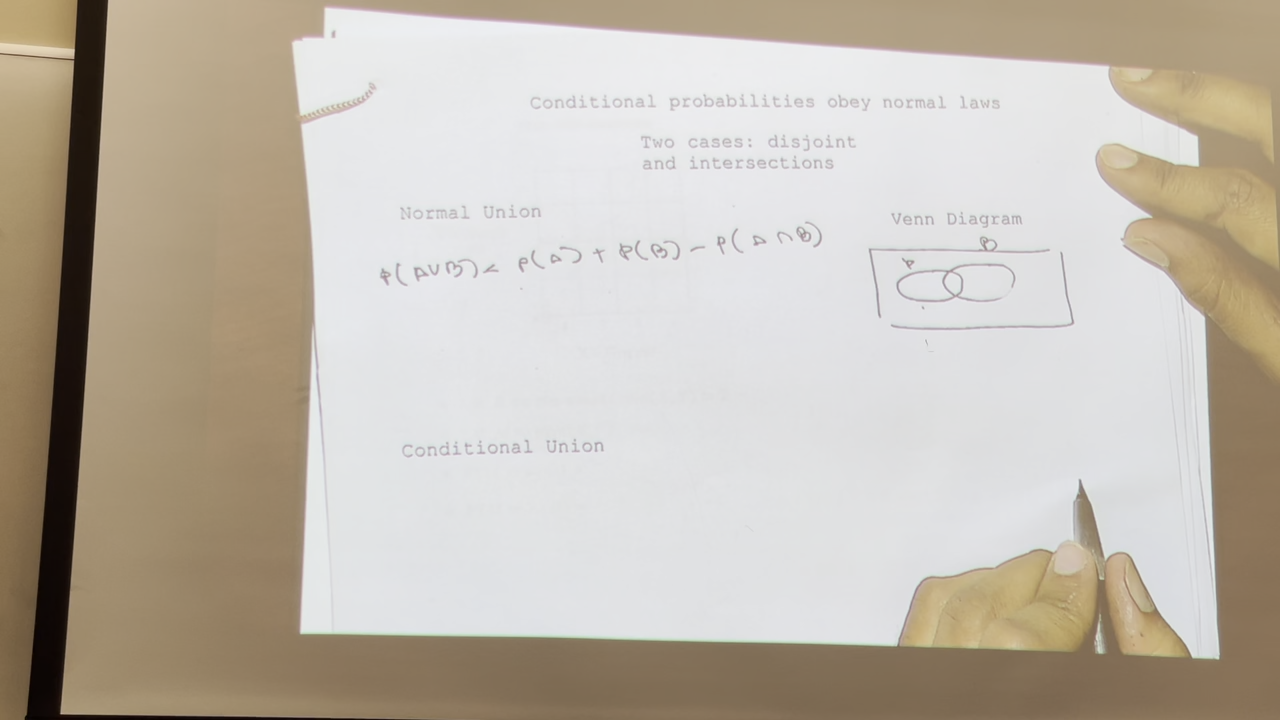 Conditional probabilities obey normal laws
Two cases: disjoint
and intersections
Normal Union
Venn Diagram
P(A∪B) = P(A) + P(B) - P(A∩B)
A B
Conditional Union